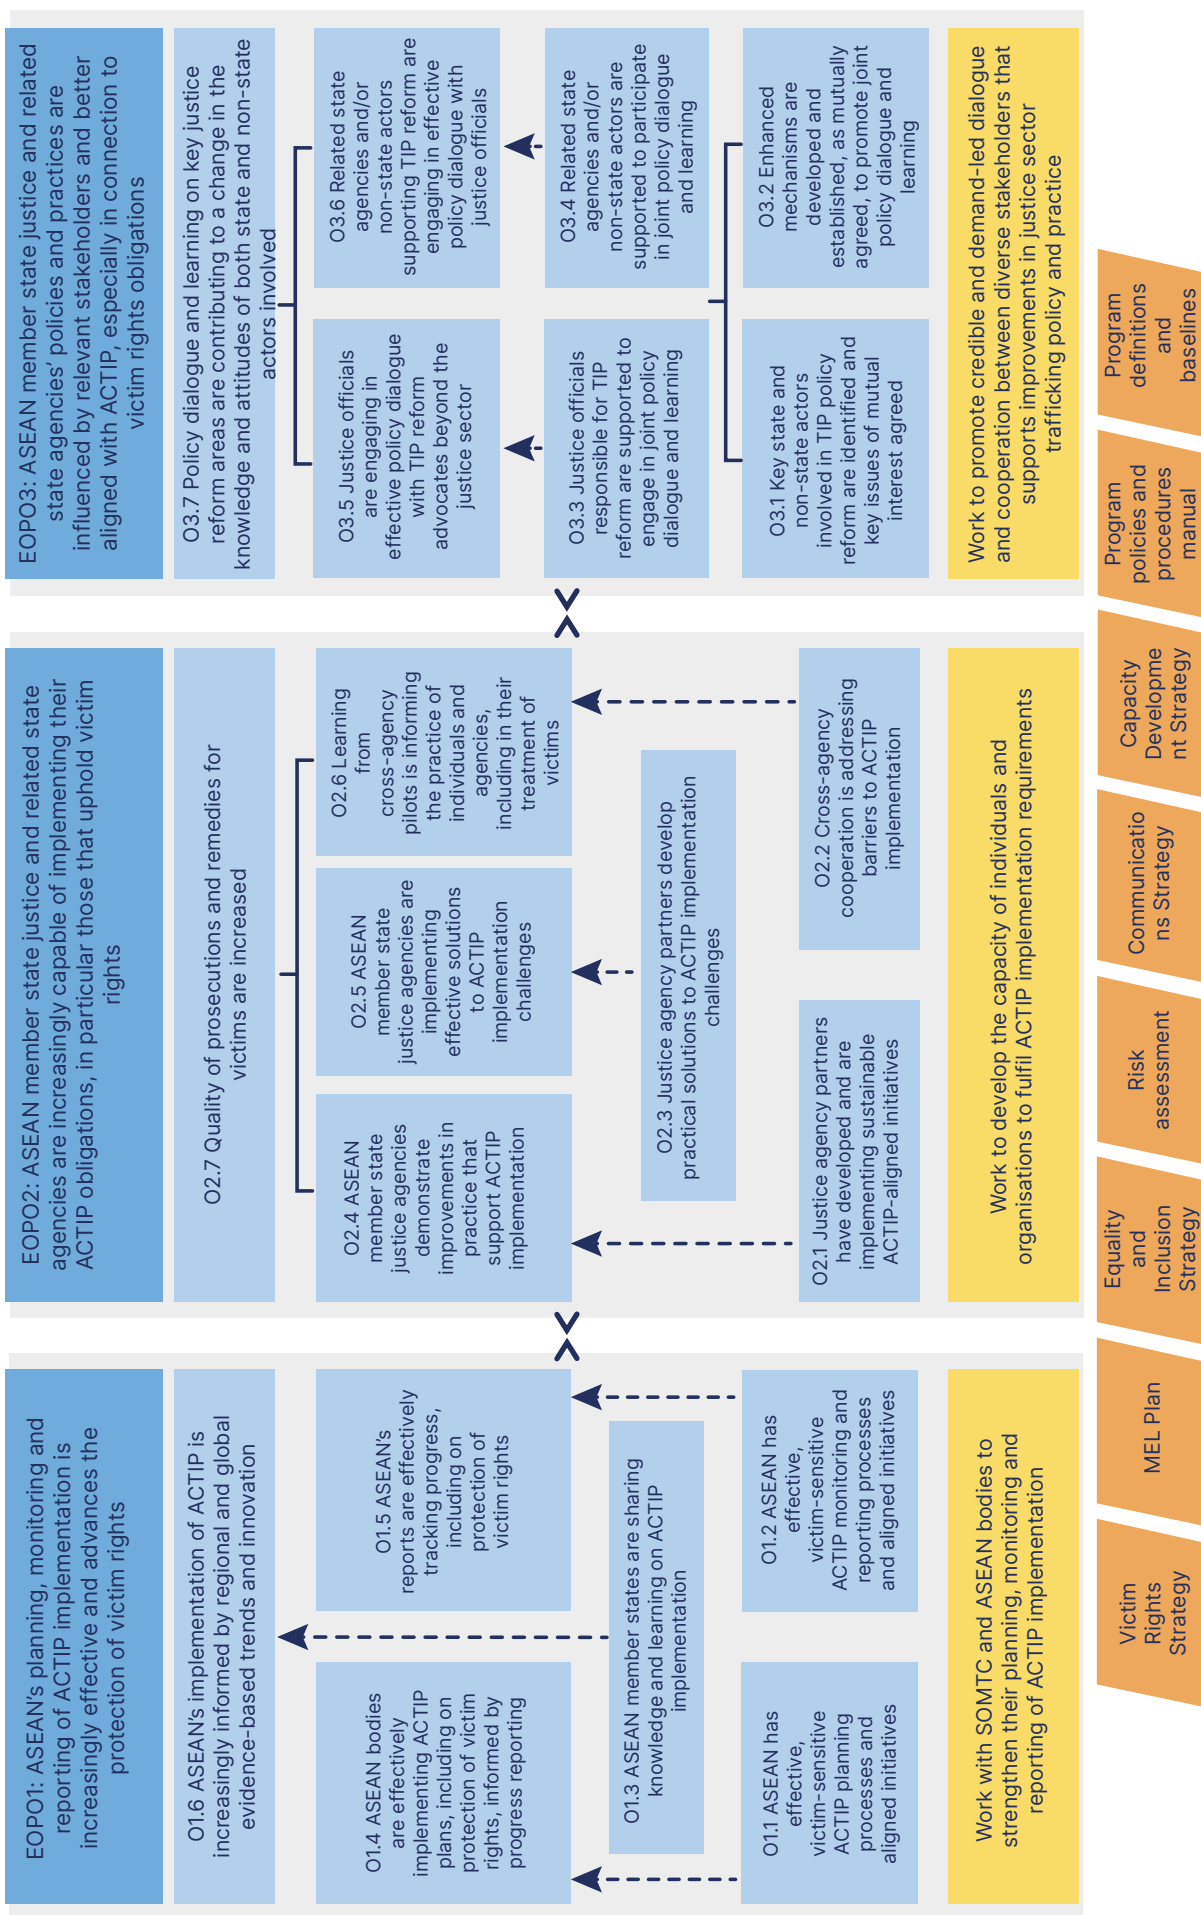 EOPO1: ASEAN's planning, monitoring and
reporting of ACTIP implementation is
increasingly effective and advances the
protection of victim rights
O1.6 ASEAN's implementation of ACTIP is
increasingly informed by regional and global
evidence-based trends and innovation
O1.4 ASEAN bodies
are effectively
implementing ACTIP
plans, including on
protection of victim
rights, informed by
progress reporting
O1.5 ASEAN's
reports are effectively
tracking progress,
including on
protection of
victim rights
O1.3 ASEAN member states are sharing
knowledge and learning on ACTIP
implementation
O1.1 ASEAN has
effective,
victim-sensitive
ACTIP planning
processes and
aligned initiatives
O1.2 ASEAN has
effective,
victim-sensitive
ACTIP monitoring and
reporting processes
and aligned initiatives
Work with SOMTC and ASEAN bodies to
strengthen their planning, monitoring and
reporting of ACTIP implementation
EOPO2: ASEAN member state justice and related state
agencies are increasingly capable of implementing their
ACTIP obligations, in particular those that uphold victim
rights
O2.7 Quality of prosecutions and remedies for
victims are increased
O2.4 ASEAN
member state
justice agencies
demonstrate
improvements in
practice that
support ACTIP
implementation
O2.5 ASEAN
member state
justice agencies are
implementing
effective solutions
to ACTIP
implementation
challenges
O2.6 Learning
from
cross-agency
pilots is informing
the practice of
individuals and
agencies,
including in their
treatment of
victims
O2.3 Justice agency partners develop
practical solutions to ACTIP implementation
challenges
O2.1 Justice agency partners
have developed and are
implementing sustainable
ACTIP-aligned initiatives
O2.2 Cross-agency
cooperation is addressing
barriers to ACTIP
implementation
Work to develop the capacity of individuals and
organisations to fulfil ACTIP implementation requirements
EOPO3: ASEAN member state justice and related
state agencies' policies and practices are
influenced by relevant stakeholders and better
aligned with ACTIP, especially in connection to
victim rights obligations
O3.7 Policy dialogue and learning on key justice
reform areas are contributing to a change in the
knowledge and attitudes of both state and non-state
actors involved
O3.5 Justice officials
are engaging in
effective policy dialogue
with TIP reform
advocates beyond the
justice sector
O3.6 Related state
agencies and/or
non-state actors
supporting TIP reform are
engaging in effective
policy dialogue with
justice officials
O3.3 Justice officials
responsible for TIP
reform are supported to
engage in joint policy
dialogue and learning
O3.4 Related state
agencies and/or
non-state actors are
supported to participate
in joint policy dialogue
and learning
O3.1 Key state and
non-state actors
involved in TIP policy
reform are identified and
key issues of mutual
interest agreed
O3.2 Enhanced
mechanisms are
developed and
established, as mutually
agreed, to promote joint
policy dialogue and
learning
Work to promote credible and demand-led dialogue
and cooperation between diverse stakeholders that
supports improvements in justice sector
trafficking policy and practice
Victim
Rights
Strategy
MEL Plan
Equality
and
Inclusion
Strategy
Risk
assessment
Communicatio
ns Strategy
Capacity
Developme
nt Strategy
Program
policies and
procedures
manual
Program
definitions
and
baselines